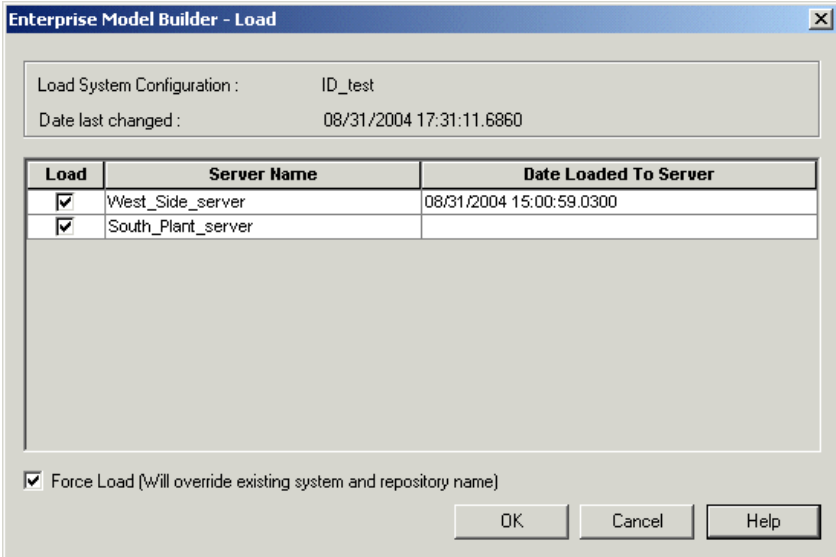 Enterprise Model Builder - Load
Load System Configuration : ID_test
Date last changed : 08/31/2004 17:31:11.6860
Load Server Name Date Loaded To Server
West_Side_server 08/31/2004 15:00:59.0300
South_Plant_server
Force Load (Will override existing system and repository name)
OK Cancel Help